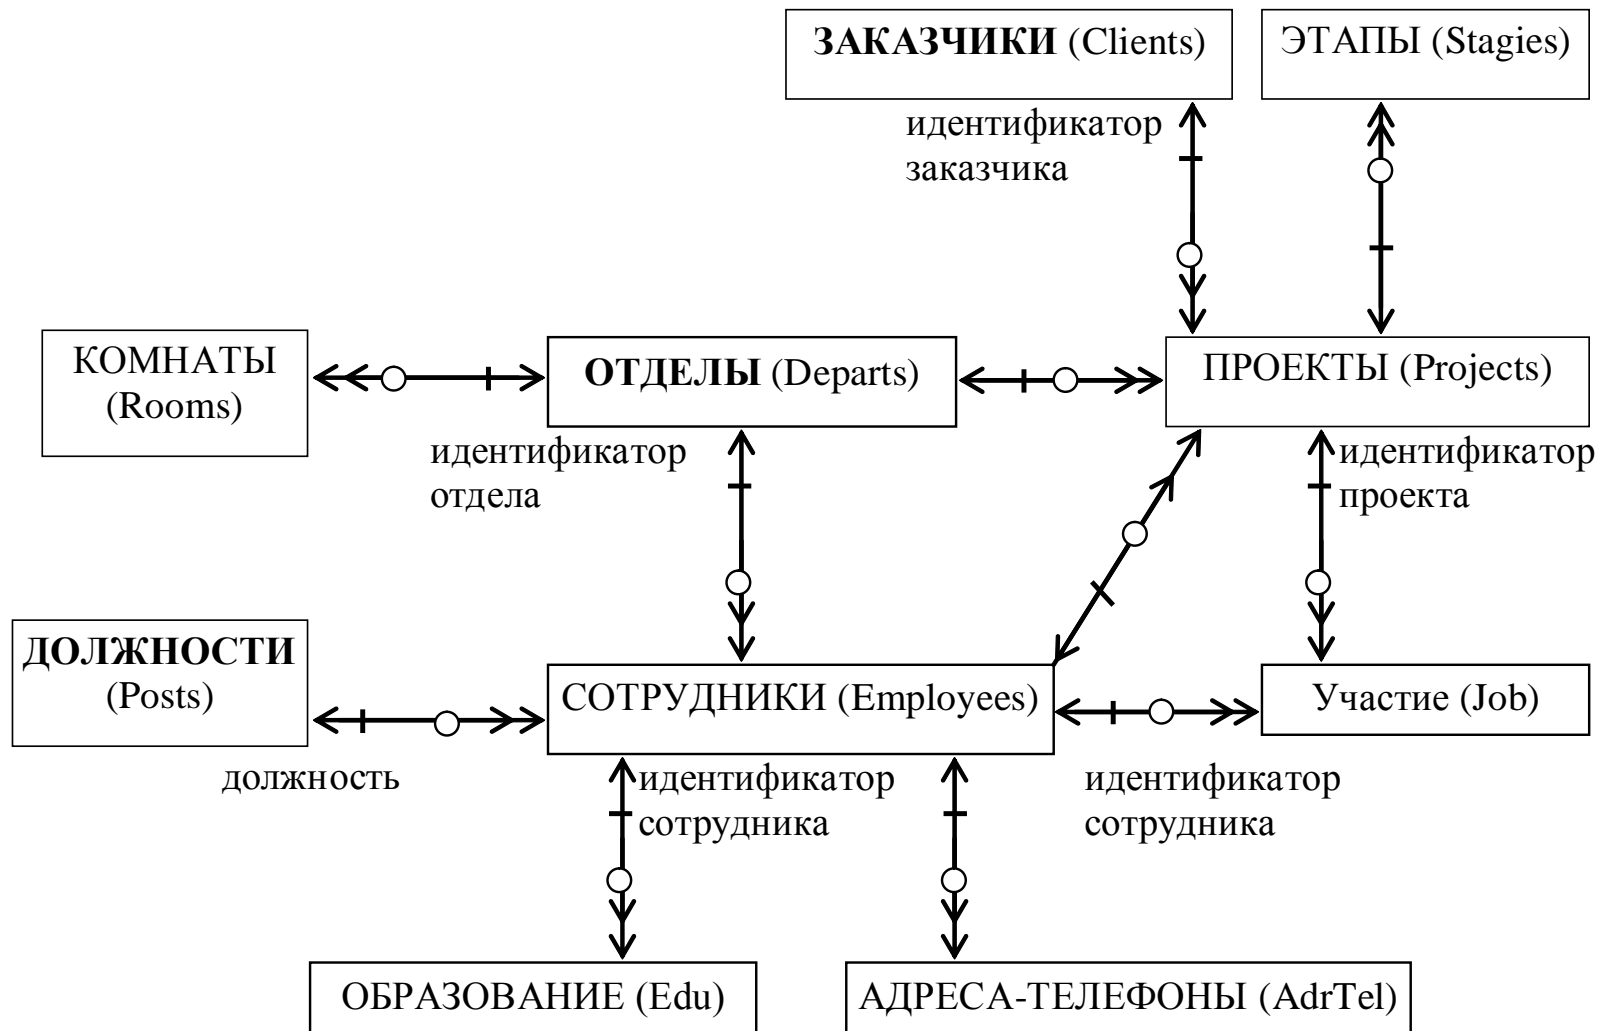 ЗАКАЗЧИКИ (Clients)
ЭТАПЫ (Stagies)
идентификатор
заказчика
КОМНАТЫ
(Rooms)
ОТДЕЛЫ (Departs)
ПРОЕКТЫ (Projects)
идентификатор
отдела
идентификатор
проекта
ДОЛЖНОСТИ
(Posts)
СОТРУДНИКИ (Employees)
Участие (Job)
должность
идентификатор
сотрудника
идентификатор
сотрудника
ОБРАЗОВАНИЕ (Edu)
АДРЕСА-ТЕЛЕФОНЫ (AdrTel)